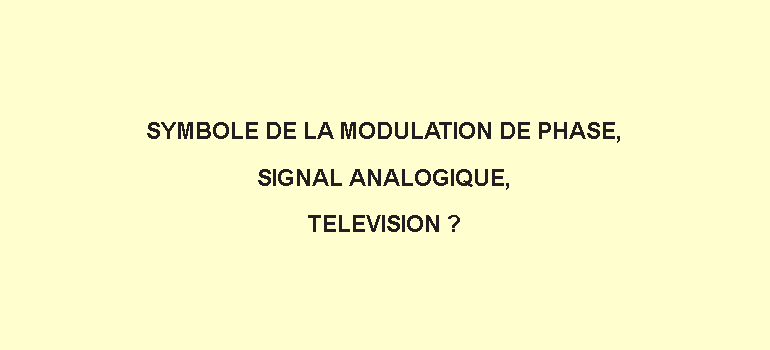 SYMBOLE DE LA MODULATION DE PHASE,
SIGNAL ANALOGIQUE,
TELEVISION ?